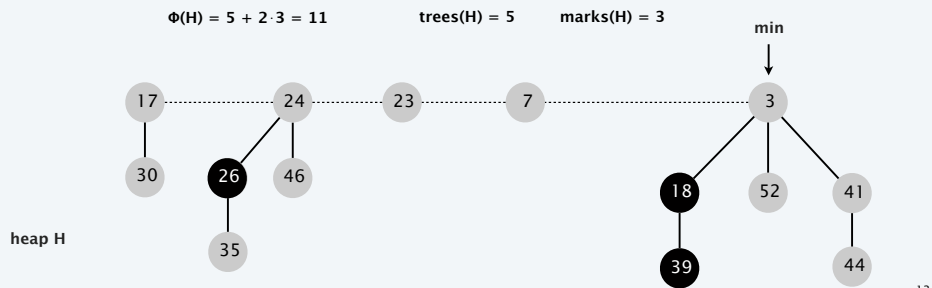 Φ(H) = 5 + 2·3 = 11 trees(H) = 5 marks(H) = 3
min
17 24 23 7 3
30 26 46 18 52 41
heap H 35 39 44